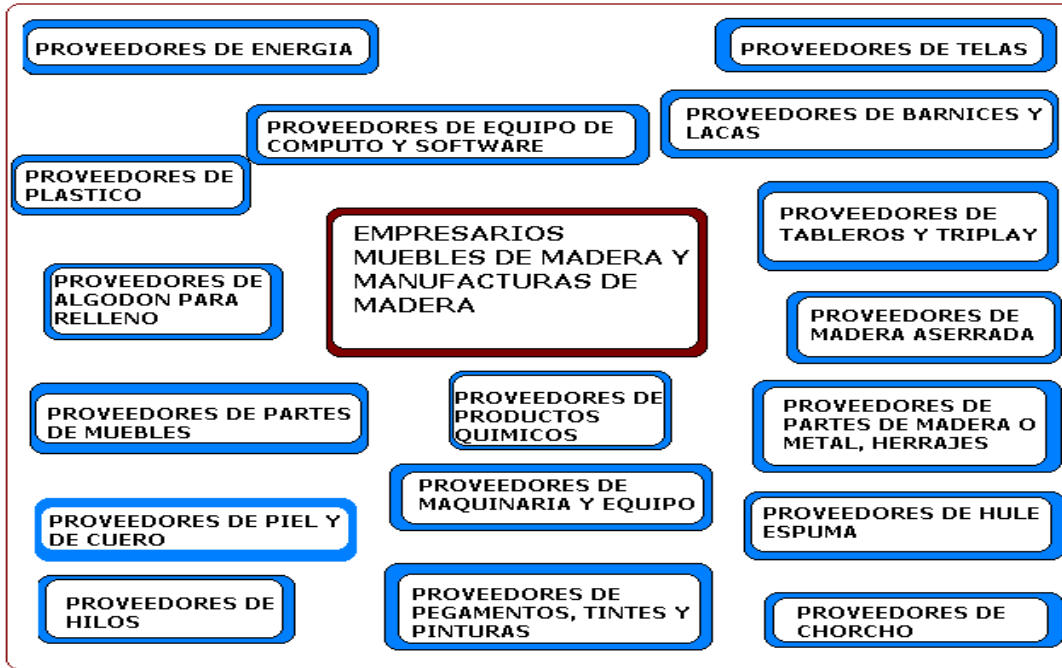 PROVEEDORES DE ENERGIA
PROVEEDORES DE TELAS
PROVEEDORES DE EQUIPO DE
COMPUTO Y SOFTWARE
PROVEEDORES DE BARNICES Y
LACAS
PROVEEDORES DE
PLASTICO
EMPRESARIOS
MUEBLES DE MADERA Y
MANUFACTURAS DE
MADERA
PROVEEDORES DE
TABLEROS Y TRIPLAY
PROVEEDORES DE
ALGODON PARA
RELLENO
PROVEEDORES DE
MADERA ASERRADA
PROVEEDORES DE PARTES
DE MUEBLES
PROVEEDORES DE
PRODUCTOS
QUIMICOS
PROVEEDORES DE
PARTES DE MADERA O
METAL, HERRAJES
PROVEEDORES DE
MAQUINARIA Y EQUIPO
PROVEEDORES DE PIEL Y
DE CUERO
PROVEEDORES DE HULE
ESPUMA
PROVEEDORES DE
HILOS
PROVEEDORES DE
PEGAMENTOS, TINTES Y
PINTURAS
PROVEEDORES DE
CHORCHO